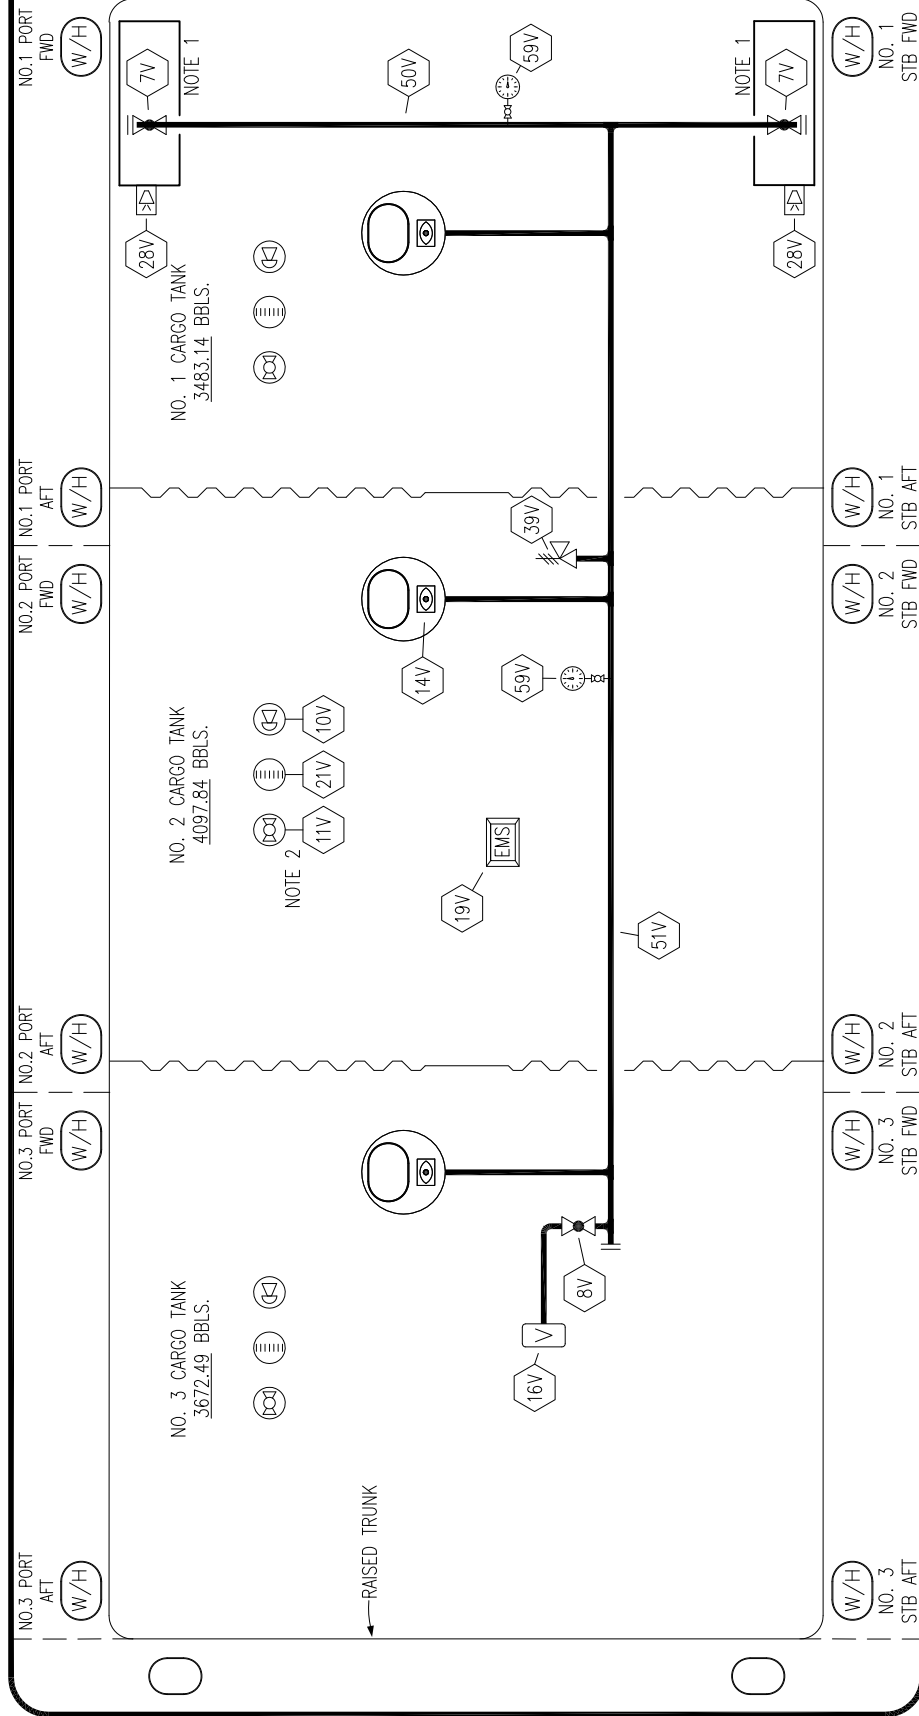 NO.3 PORT
AFT
W/H
NO.3 PORT
FWD
W/H
NO.2 PORT
AFT
W/H
NO.2 PORT
FWD
W/H
NO.1 PORT
AFT
W/H
NO.1 PORT
FWD
W/H
NO. 3 CARGO TANK
3672.49 BBLS.
NO. 2 CARGO TANK
4097.84 BBLS.
NO. 1 CARGO TANK
3483.14 BBLS.
28V
7V
NOTE 1
NOTE 2
11V
21V
10V
RAISED TRUNK
14V
50V
19V
EMS
59V
39V
59V
16V
V
8V
51V
28V
7V
NOTE 1
W/H
NO. 3
STB AFT
W/H
NO. 3
STB FWD
W/H
NO. 2
STB AFT
W/H
NO. 2
STB FWD
W/H
NO. 1
STB AFT
W/H
NO. 1
STB FWD